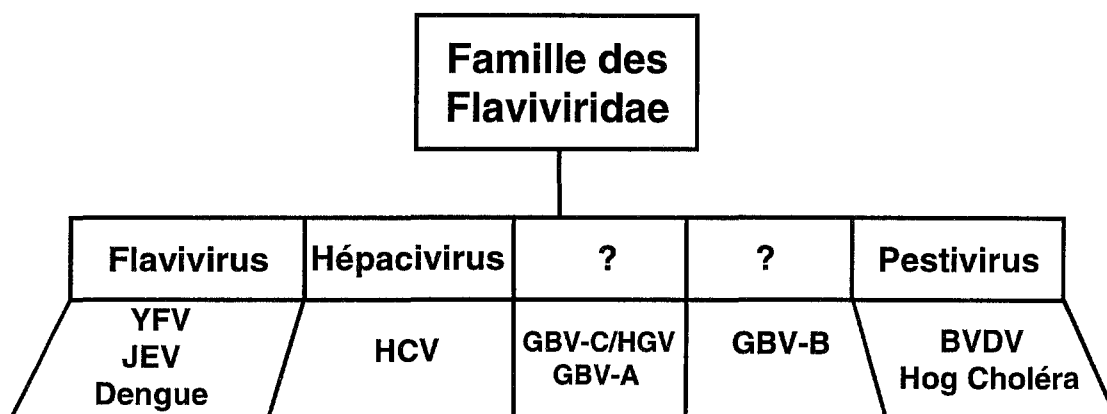 Famille des
Flaviviridae
Flavivirus
Hépacivirus
?
?
Pestivirus
YFV
JEV
Dengue
HCV
GBV-C/HGV
GBV-A
GBV-B
BVDV
Hog Choléra